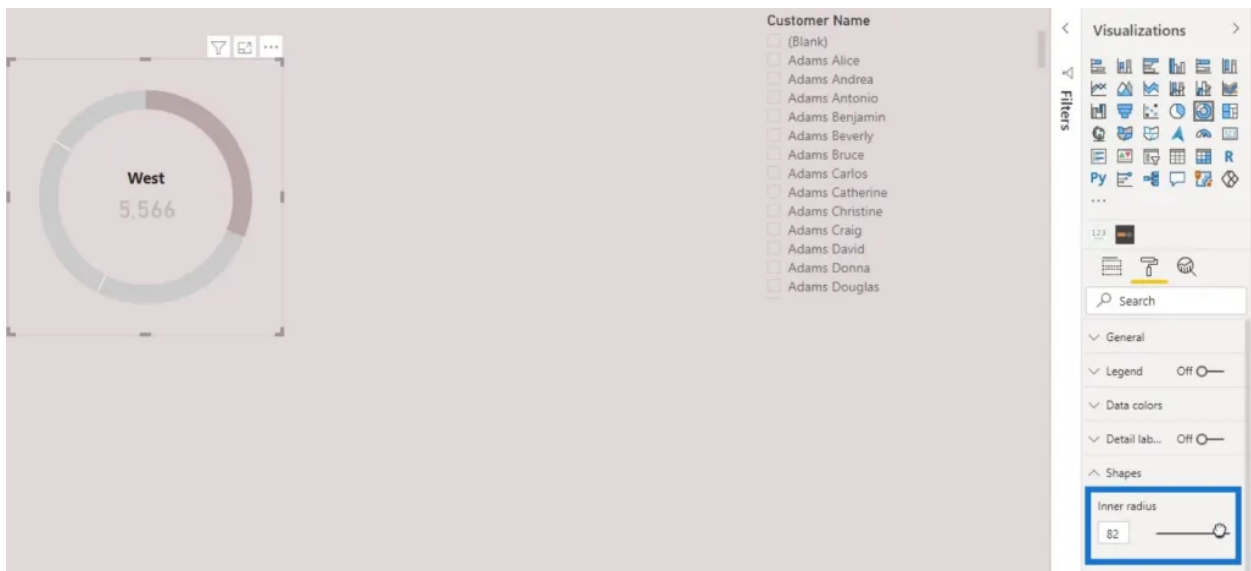 West
5,566
Customer Name
(Blank)
Adams Alice
Adams Andrea
Adams Antonio
Adams Benjamin
Adams Beverly
Adams Bruce
Adams Carlos
Adams Catherine
Adams Christine
Adams Craig
Adams David
Adams Donna
Adams Douglas
Filters
Visualizations
R
Py
...
123
Search
General
Legend Off
Data colors
Detail lab... Off
Shapes
Inner radius
82